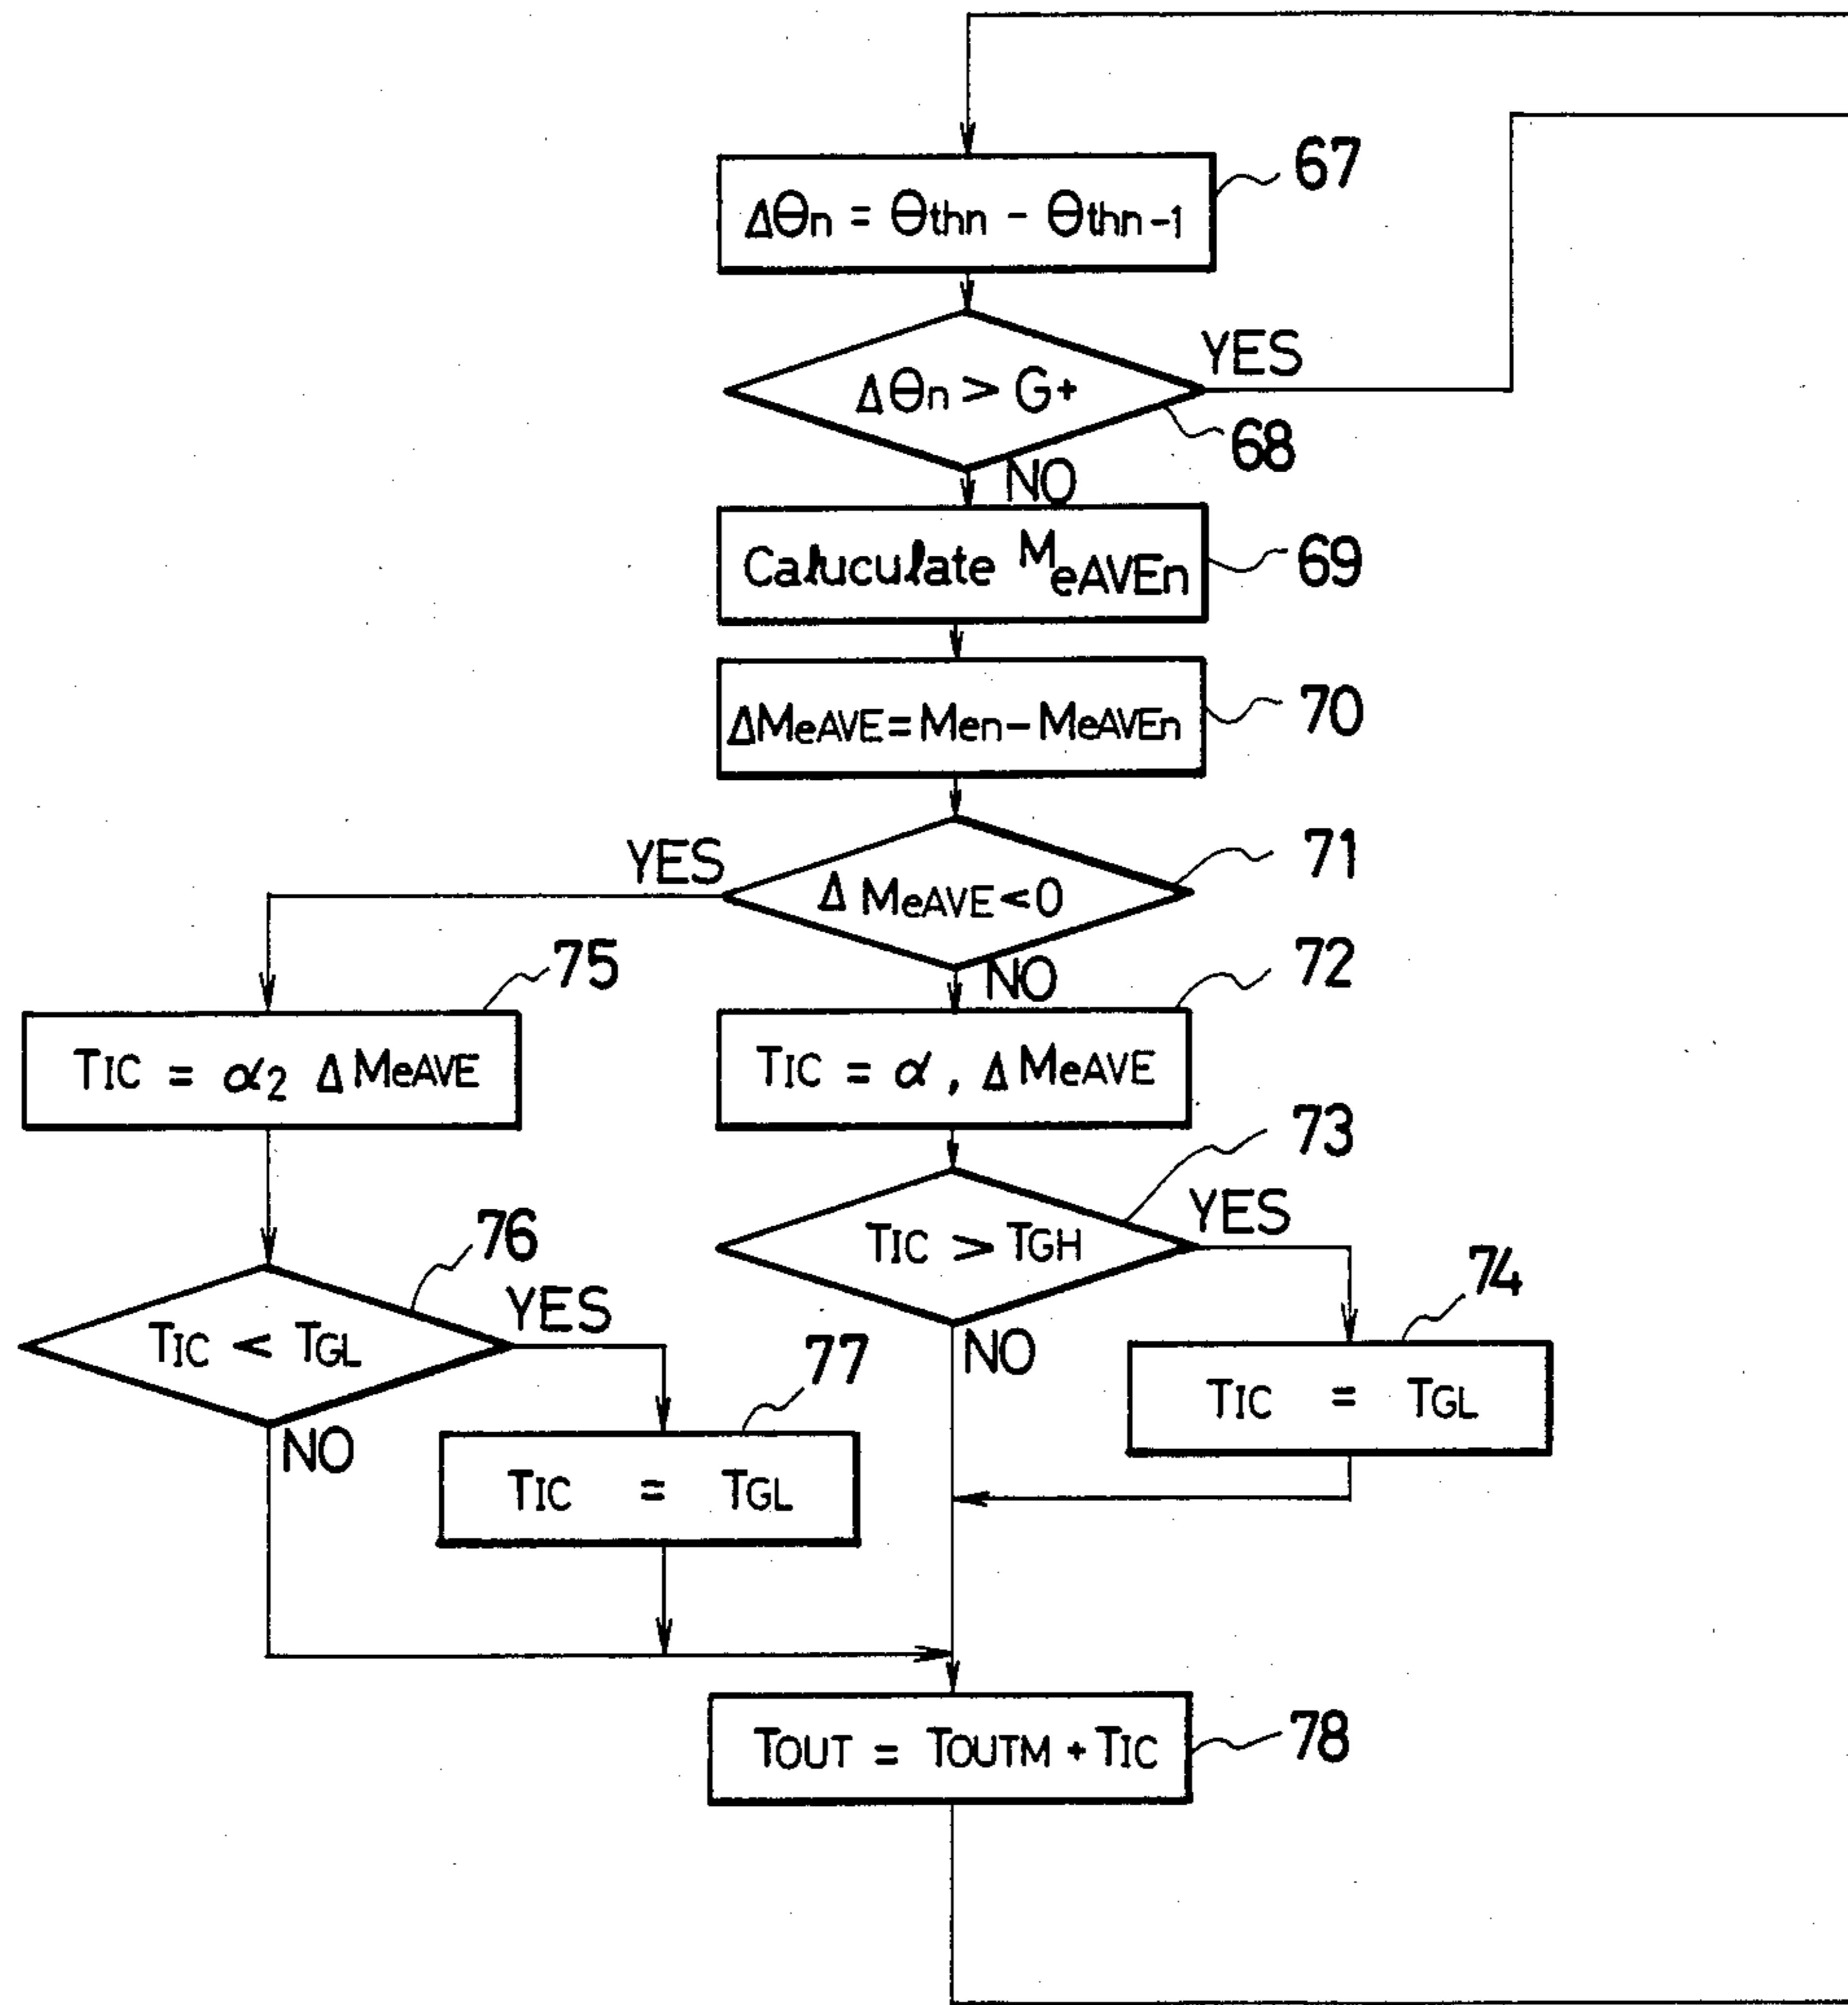 67
Δθn = θthn - θthn-1
Δθn > G+
YES
68
NO
Caluculate MeAVEn
69
ΔMeAVE = Men - MeAVEn
70
YES
ΔMeAVE < 0
71
NO
75
72
TIC = α2 ΔMeAVE
TIC = α, ΔMeAVE
73
76
YES
TIC > TGH
74
YES
TIC < TGL
NO
77
TIC = TGL
NO
TIC = TGL
TOUT = TOUTM + TIC
78